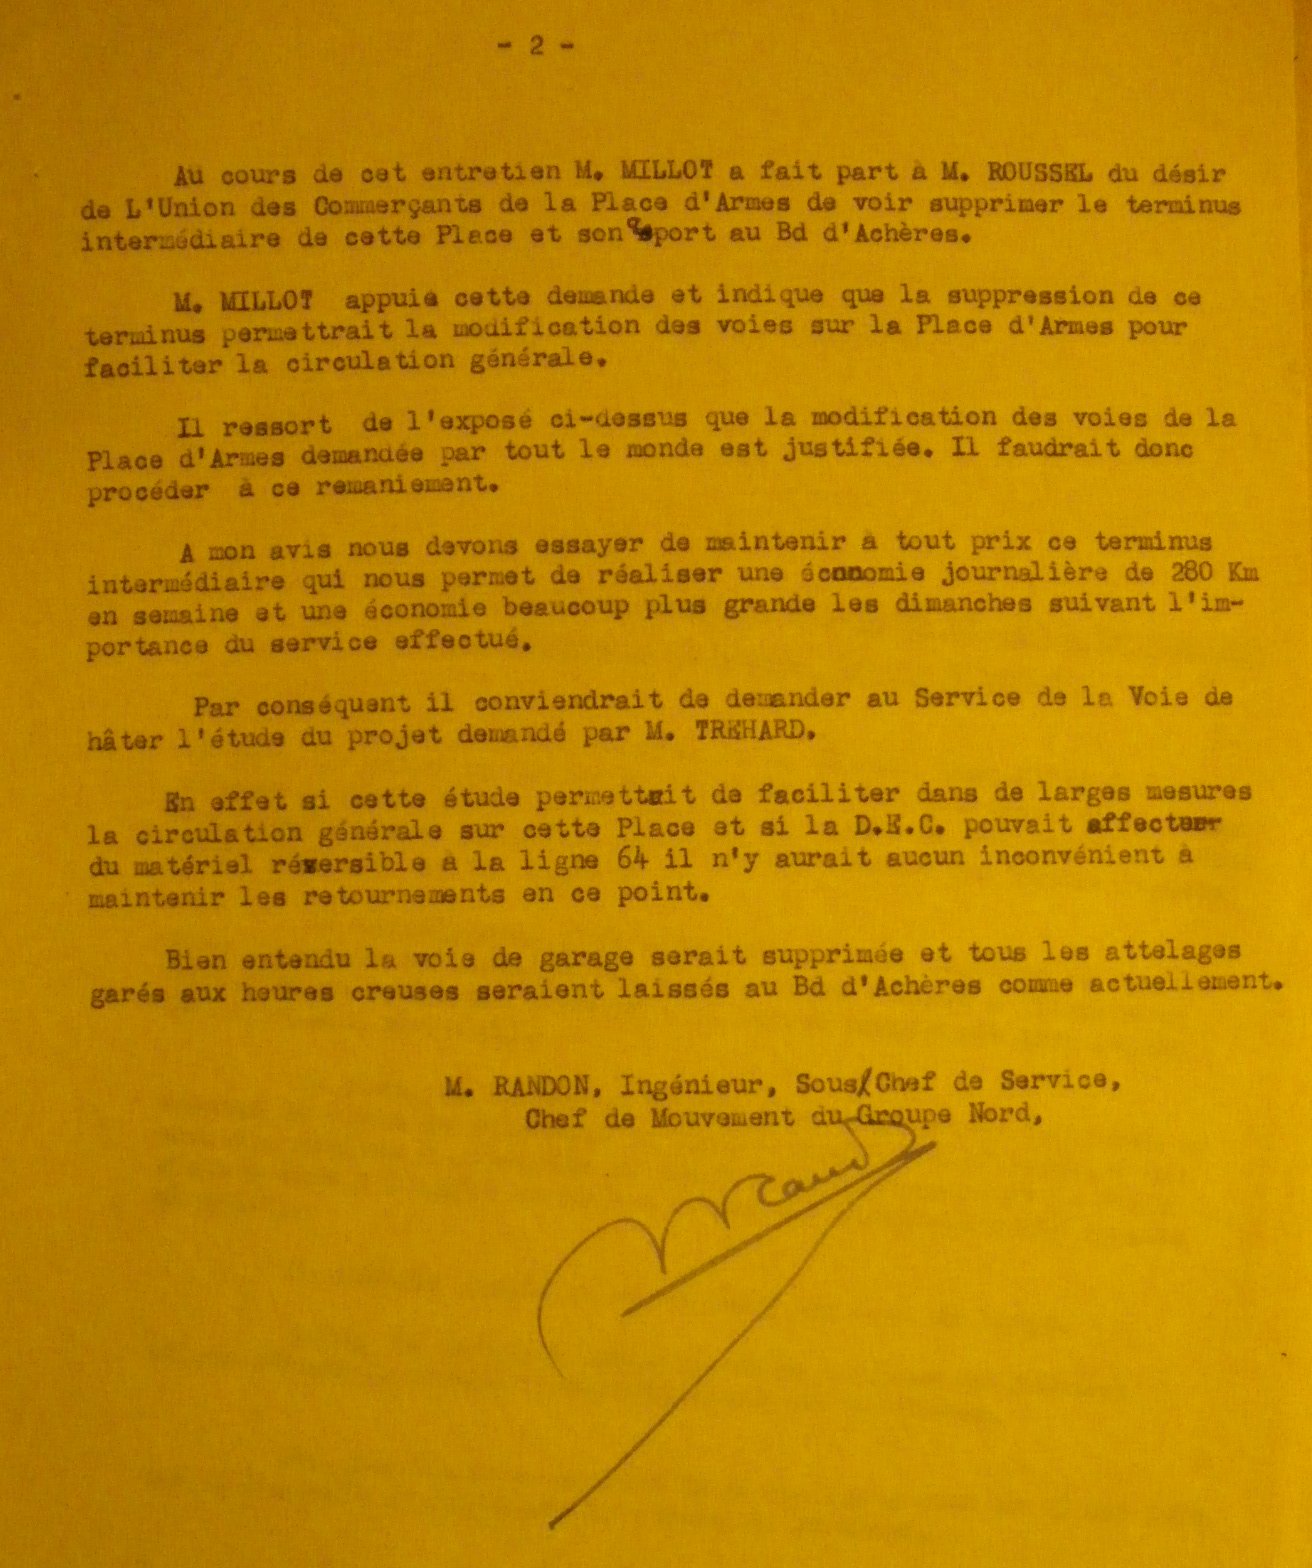 - 2 -
Au cours de cet entretien M. MILLOT a fait part à M. ROUSSEL du désir
de L'Union des Commerçants de la Place d'Armes de voir supprimer le terminus
intermédiaire de cette Place et son report au Bd d'Achères.
M. MILLOT appuie cette demande et indique que la suppression de ce
terminus permettrait la modification des voies sur la Place d'Armes pour
faciliter la circulation générale.
Il ressort de l'exposé ci-dessus que la modification des voies de la
Place d'Armes demandée par tout le monde est justifiée. Il faudrait donc
procéder à ce remaniement.
A mon avis nous devons essayer de maintenir à tout prix ce terminus
intermédiaire qui nous permet de réaliser une économie journalière de 280 Km
en semaine et une économie beaucoup plus grande les dimanches suivant l'im-
portance du service effectué.
Par conséquent il conviendrait de demander au Service de la Voie de
hâter l'étude du projet demandé par M. TREHARD.
En effet si cette étude permettait de faciliter dans de larges mesures
la circulation générale sur cette Place et si la D.E.C. pouvait affecter
du matériel réversible à la ligne 64 il n'y aurait aucun inconvénient à
maintenir les retournements en ce point.
Bien entendu la voie de garage serait supprimée et tous les attelages
garés aux heures creuses seraient laissés au Bd d'Achères comme actuellement.
M. RANDON, Ingénieur, Sous/Chef de Service,
Chef de Mouvement du Groupe Nord,